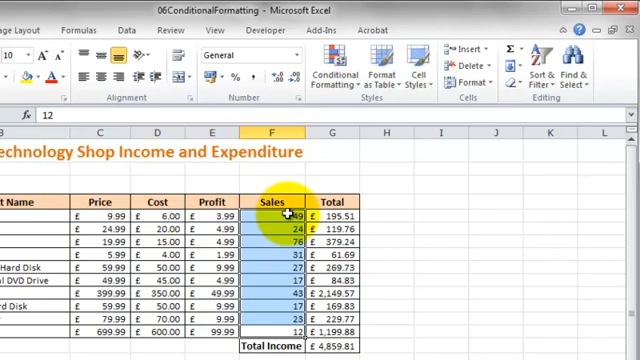 06ConditionalFormatting - Microsoft Excel
Page Layout Formulas Data Review View Developer Add-Ins Acrobat
General Insert Σ
Delete
Format
Conditional Formatting Format as Table Cell Styles Sort & Filter Find & Select
Alignment Number Styles Cells Editing
fx 12
C D E F G H I J K L
echnology Shop Income and Expenditure
t Name Price Cost Profit Sales Total
£ 9.99 £ 6.00 £ 3.99 49 £ 195.51
£ 24.99 £ 20.00 £ 4.99 24 £ 119.76
£ 19.99 £ 15.00 £ 4.99 76 £ 379.24
£ 5.99 £ 4.00 £ 1.99 31 £ 61.69
Hard Disk £ 59.99 £ 50.00 £ 9.99 27 £ 269.73
al DVD Drive £ 49.99 £ 45.00 £ 4.99 17 £ 84.83
£ 399.99 £ 350.00 £ 49.99 43 £ 2,149.57
£ 59.99 £ 50.00 £ 9.99 17 £ 169.83
£ 79.99 £ 70.00 £ 9.99 23 £ 229.77
£ 699.99 £ 600.00 £ 99.99 12 £ 1,199.88
Total Income £ 4,859.81